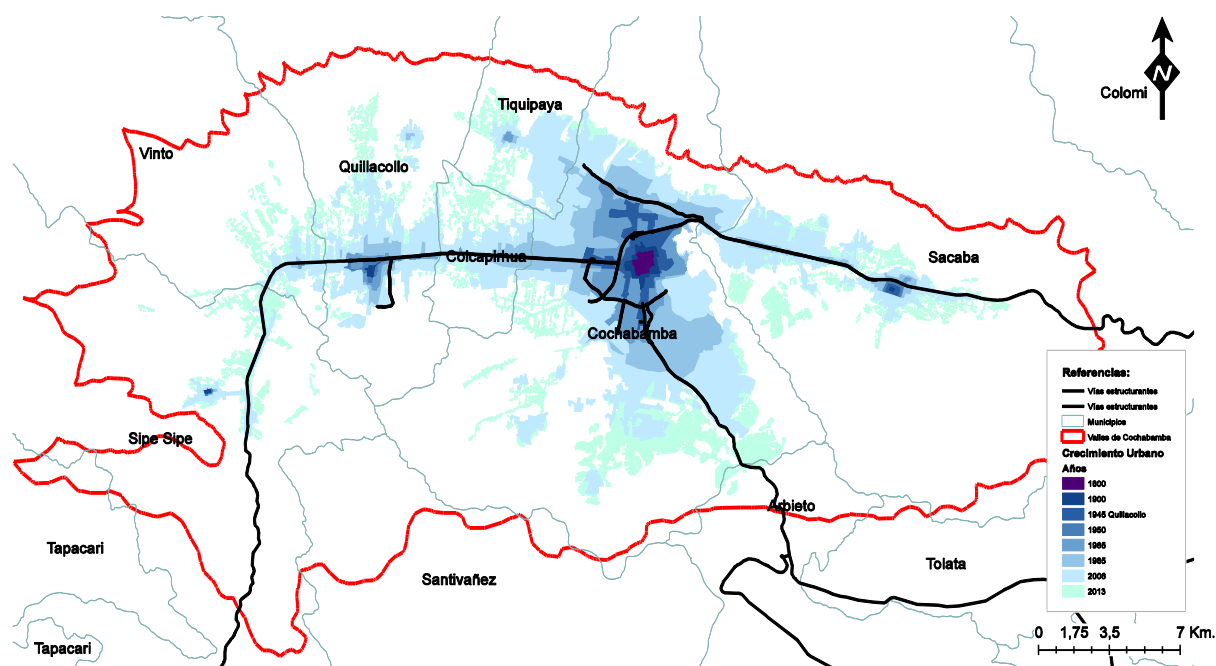 Colomi
N
Tiquipaya
Vinto
Quillacollo
Colcapirhua
Sacaba
Cochabamba
Sipe Sipe
Arbieto
Tapacari
Santivañez
Tolata
Tapacari
Referencias:
Vías estructurantes
Vías estructurantes
Municipios
Valles de Cochabamba
Crecimiento Urbano
Años
1800
1900
1945 Quillacollo
1950
1965
1985
2006
2013
0 1,75 3,5 7 Km.